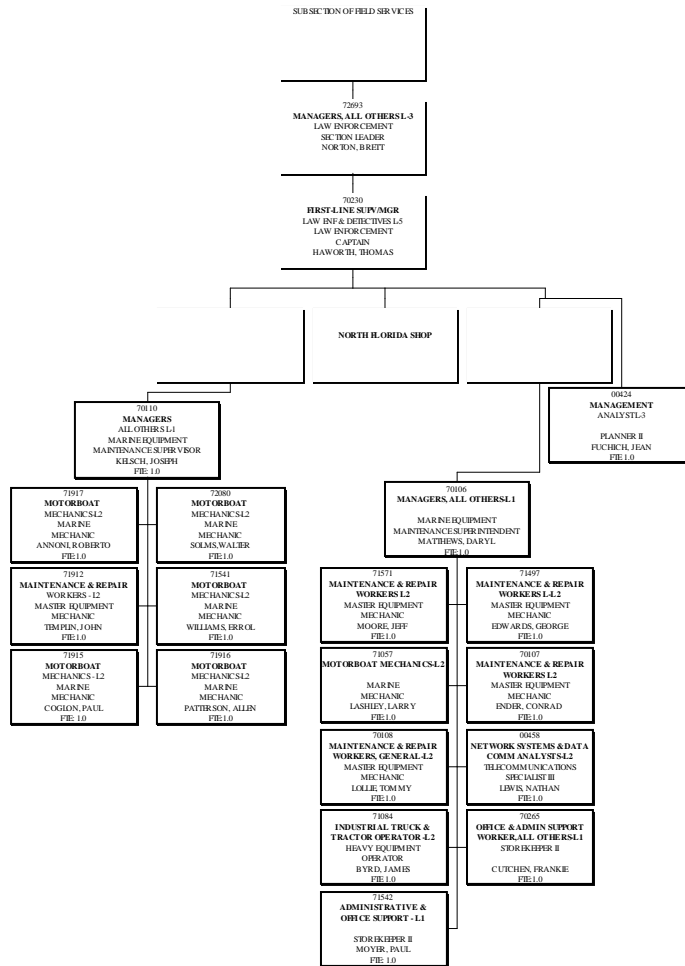 SUB SECTION OF FIELD SERVICES
72693
MANAGERS, ALL OTHERS L-3
LAW ENFORCEMENT
SECTION LEADER
NORTON, BRETT
70230
FIRST-LINE SUPV/MGR
LAW ENF & DETECTIVES L-5
LAW ENFORCEMENT
CAPTAIN
HAWORTH, THOMAS
NORTH FLORIDA SHOP
70110
MANAGERS
ALL OTHERS L-1
MARINE EQUIPMENT
MAINTENANCE SUPERVISOR
KELSCH, JOSEPH
FTE: 1.0
00424
MANAGEMENT
ANALYST L-3
PLANNER II
FUCHICH, JEAN
FTE 1.0
71917
MOTORBOAT
MECHANICS-L2
MARINE
MECHANIC
ANNONI, ROBERTO
FTE:1.0
72080
MOTORBOAT
MECHANICS-L2
MARINE
MECHANIC
SOLMS,WALTER
FTE:1.0
71912
MAINTENANCE & REPAIR
WORKERS - L2
MASTER EQUIPMENT
MECHANIC
TEMPLIN, JOHN
FTE: 1.0
71541
MOTORBOAT
MECHANICS-L2
MARINE
MECHANIC
WILLIAMS, ERROL
FTE:1.0
71915
MOTORBOAT
MECHANICS - L2
MARINE
MECHANIC
COGLON, PAUL
FTE: 1.0
71916
MOTORBOAT
MECHANICS-L2
MARINE
MECHANIC
PATTERSON, ALLEN
FTE: 1.0
70106
MANAGERS, ALL OTHERS-L1
MARINE EQUIPMENT
MAINTENANCE SUPERINTENDENT
MATTHEWS, DARYL
FTE:1.0
71571
MAINTENANCE & REPAIR
WORKERS L2
MASTER EQUIPMENT
MECHANIC
MOORE, JEFF
FTE: 1.0
71497
MAINTENANCE & REPAIR
WORKERS L-L2
MASTER EQUIPMENT
MECHANIC
EDWARDS, GEORGE
FTE:1.0
71057
MOTORBOAT MECHANICS-L2
MARINE
MECHANIC
LASHLEY, LARRY
FTE:1.0
70107
MAINTENANCE & REPAIR
WORKERS L2
MASTER EQUIPMENT
MECHANIC
ENDER, CONRAD
FTE: 1.0
70108
MAINTENANCE & REPAIR
WORKERS, GENERAL-L2
MASTER EQUIPMENT
MECHANIC
LOLLIE, TOMMY
FTE:1.0
00458
NETWORK SYSTEMS & DATA
COMM ANALYSTS-L2
TELECOMMUNICATIONS
SPECIALIST III
LEWIS, NATHAN
FTE:1.0
71084
INDUSTRIAL TRUCK &
TRACTOR OPERATOR -L2
HEAVY EQUIPMENT
OPERATOR
BYRD, JAMES
FTE 1.0
70265
OFFICE & ADMIN SUPPORT
WORKER,ALL OTHERS-L1
STOREKEEPER II
CUTCHEN, FRANKIE
FTE:1.0
71542
ADMINISTRATIVE &
OFFICE SUPPORT - L1
STOREKEEPER II
MOYER, PAUL
FTE: 1.0